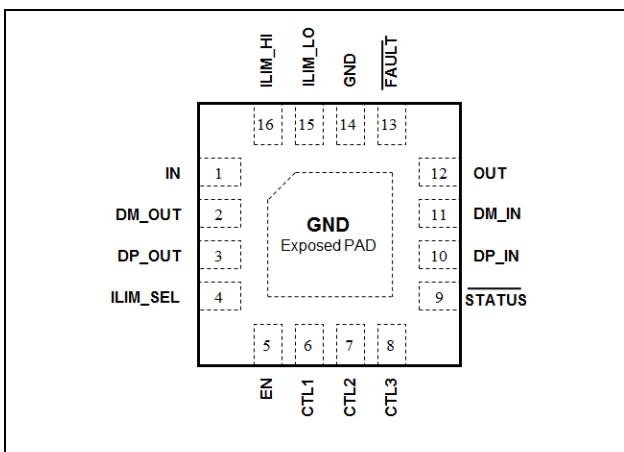 ILIM_HI
ILIM_LO
GND
FAULT
16
15
14
13
IN
1
12
OUT
DM_OUT
2
11
DM_IN
DP_OUT
3
10
DP_IN
ILIM_SEL
4
9
STATUS
GND
Exposed PAD
5
6
7
8
EN
CTL1
CTL2
CTL3